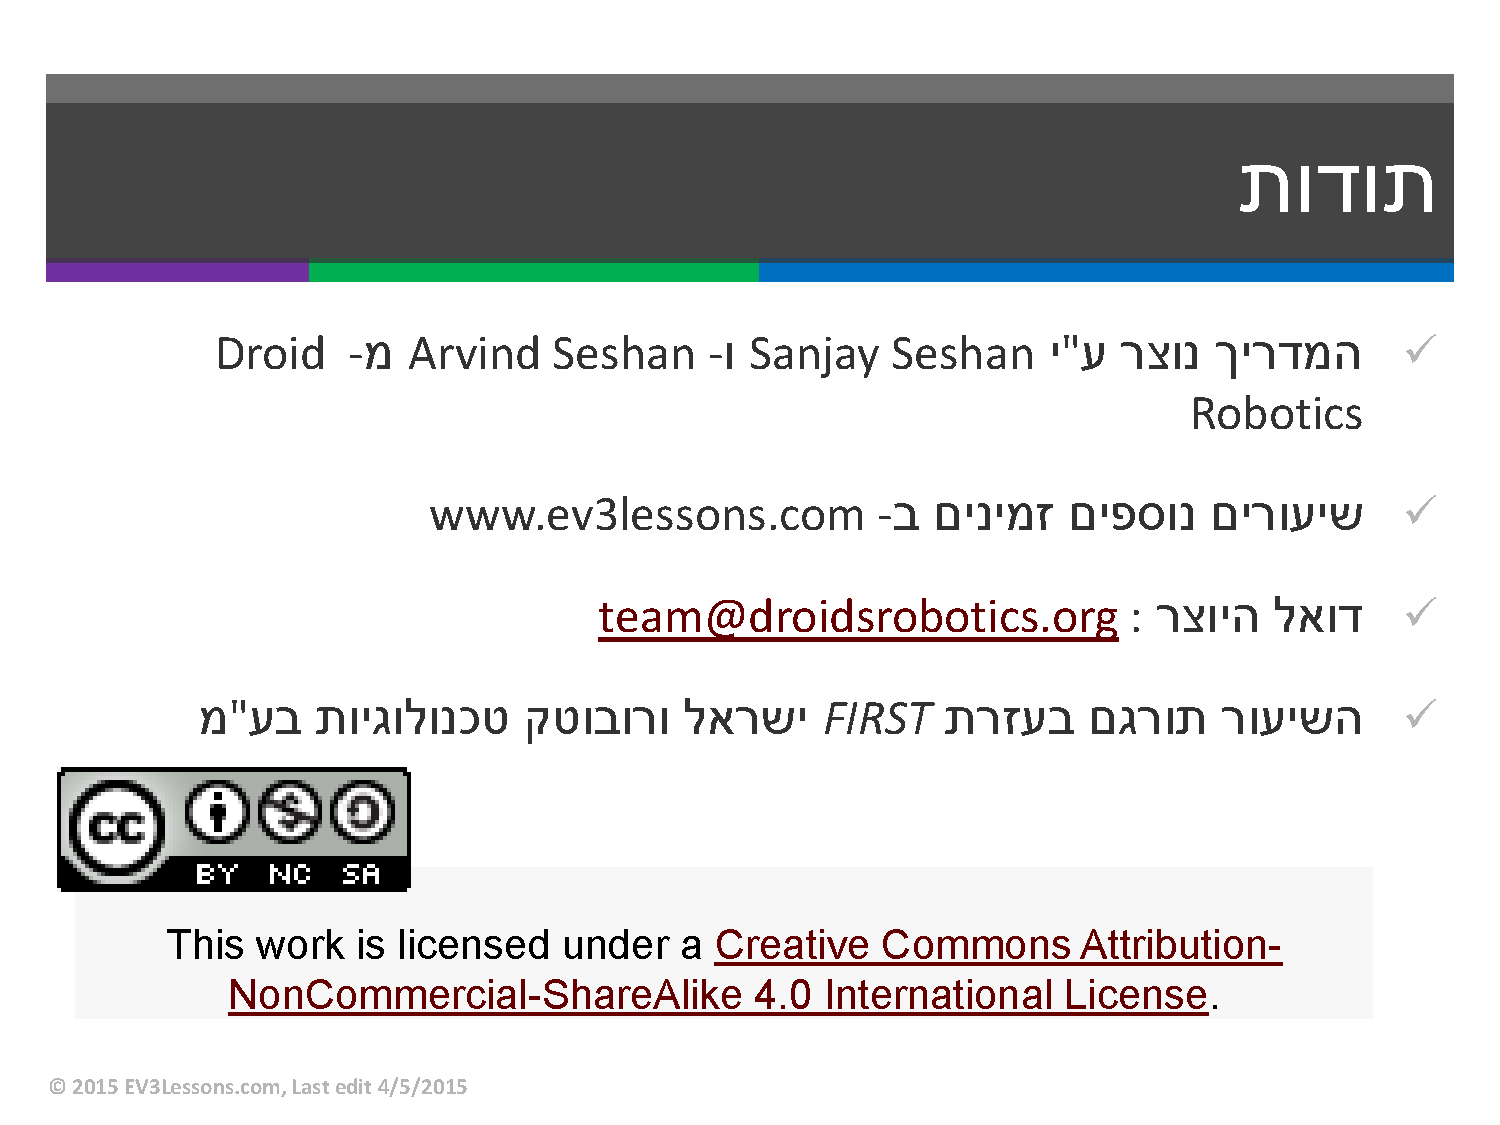 תודות
המדריך נוצר ע"י Sanjay Seshan ו- Arvind Seshan מ- Droid
Robotics
שיעורים נוספים זמינים ב- www.ev3lessons.com
דואל היוצר : team@droidsrobotics.org
השיעור תורגם בעזרת FIRST ישראל ורובוטק טכנולוגיות בע"מ
cc
BY NC SA
This work is licensed under a Creative Commons Attribution-
NonCommercial-ShareAlike 4.0 International License.
© 2015 EV3Lessons.com, Last edit 4/5/2015